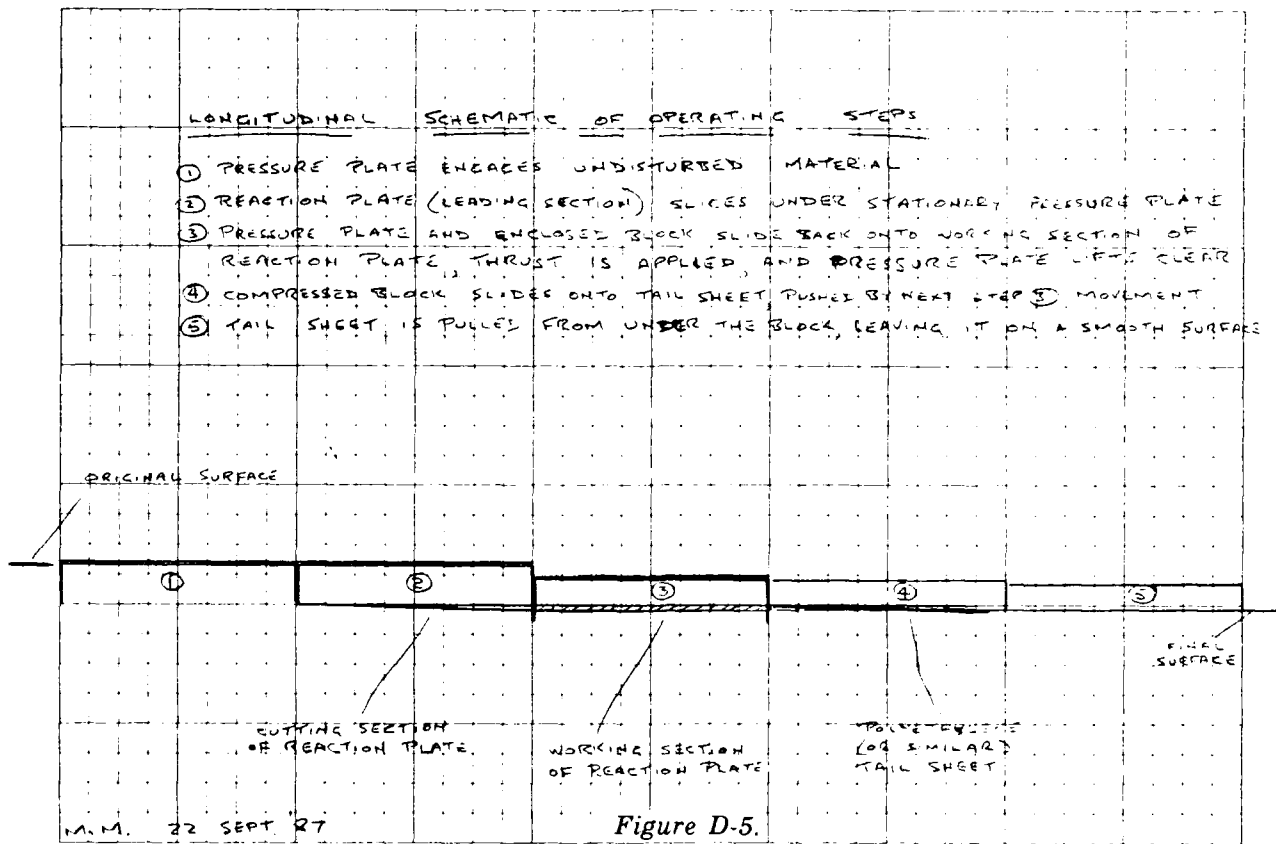 LONGITUDINAL SCHEMATIC OF OPERATING STEPS
① PRESSURE PLATE ENGAGES UNDISTURBED MATERIAL
② REACTION PLATE (LEADING SECTION) SLICES UNDER STATIONARY PRESSURE PLATE
③ PRESSURE PLATE AND ENCLOSED BLOCK SLIDE BACK ONTO WORKING SECTION OF
REACTION PLATE, THRUST IS APPLIED, AND PRESSURE PLATE LIFTS CLEAR
④ COMPRESSED BLOCK SLIDES ONTO TAIL SHEET PUSHED BY NEXT STEP ③ MOVEMENT
⑤ TAIL SHEET IS PULLED FROM UNDER THE BLOCK, LEAVING IT ON A SMOOTH SURFACE
ORIGINAL SURFACE
① ② ③ ④ ⑤
FINAL
SURFACE
CUTTING SECTION
OF REACTION PLATE.
WORKING SECTION
OF REACTION PLATE
(OR SIMILAR)
TAIL SHEET
M.M. 22 SEPT '87
Figure D-5.